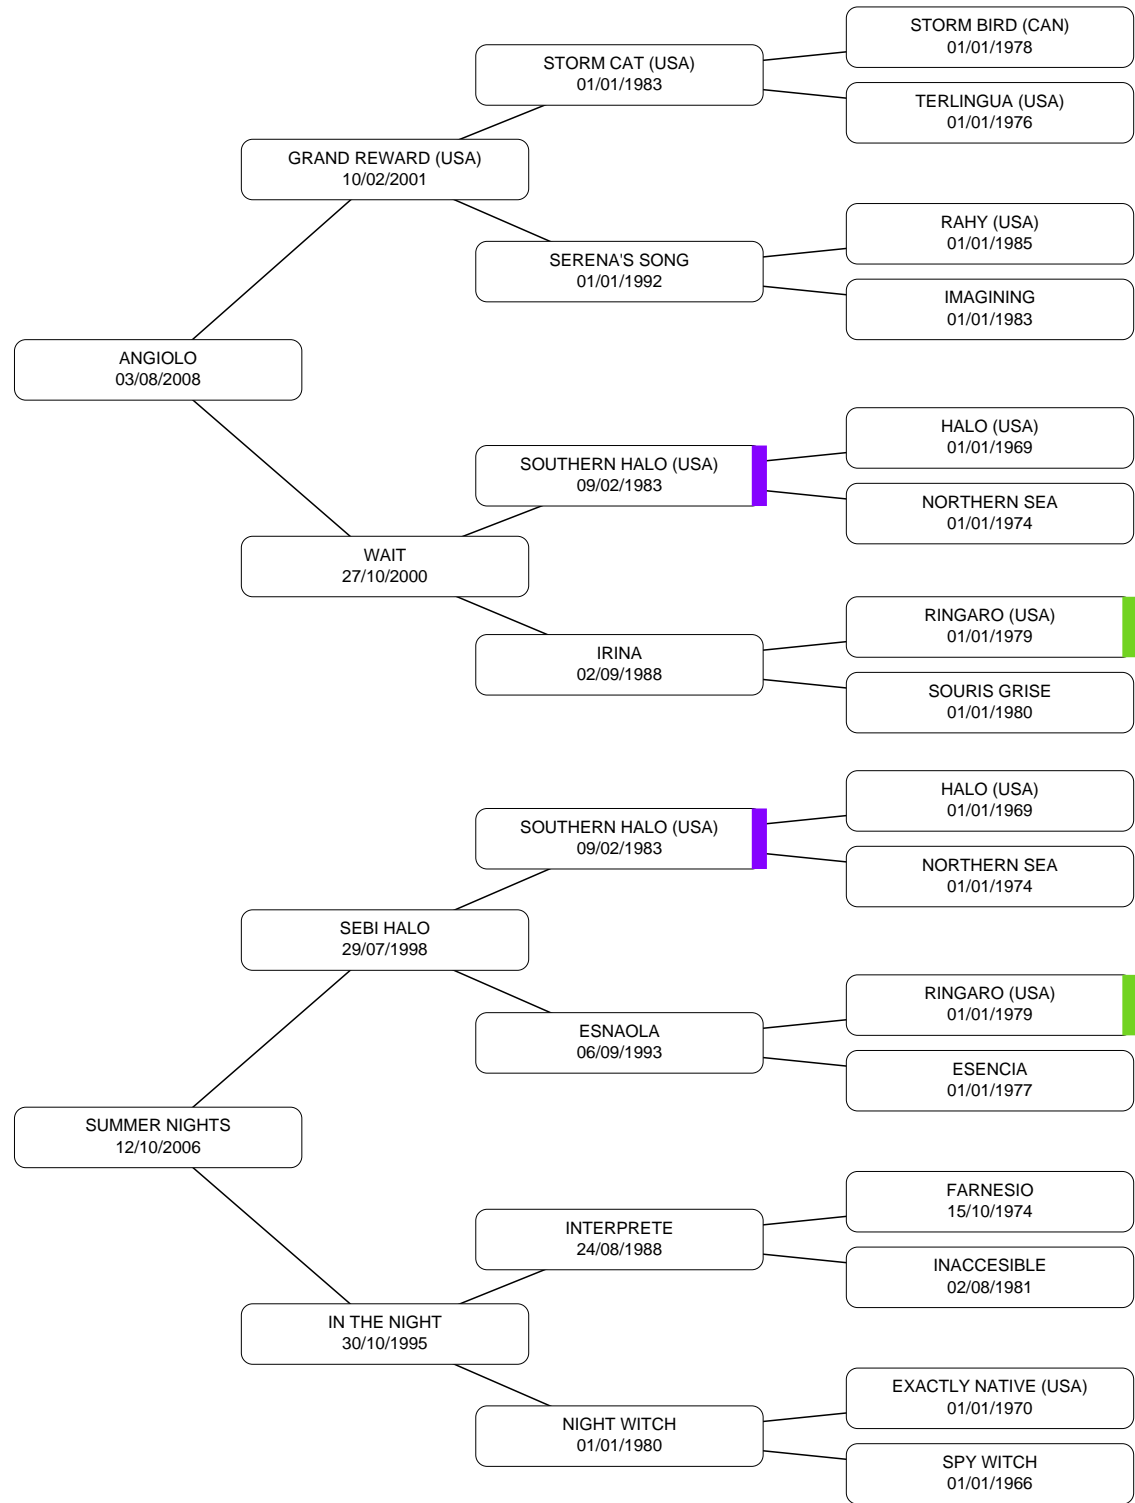 STORM BIRD (CAN)
01/01/1978
STORM CAT (USA)
01/01/1983
TERLINGUA (USA)
01/01/1976
GRAND REWARD (USA)
10/02/2001
RAHY (USA)
01/01/1985
SERENA'S SONG
01/01/1992
IMAGINING
01/01/1983
ANGIOLO
03/08/2008
HALO (USA)
01/01/1969
SOUTHERN HALO (USA)
09/02/1983
NORTHERN SEA
01/01/1974
WAIT
27/10/2000
RINGARO (USA)
01/01/1979
IRINA
02/09/1988
SOURIS GRISE
01/01/1980
HALO (USA)
01/01/1969
SOUTHERN HALO (USA)
09/02/1983
NORTHERN SEA
01/01/1974
SEBI HALO
29/07/1998
RINGARO (USA)
01/01/1979
ESNAOLA
06/09/1993
ESENCIA
01/01/1977
SUMMER NIGHTS
12/10/2006
FARNESIO
15/10/1974
INTERPRETE
24/08/1988
INACCESIBLE
02/08/1981
IN THE NIGHT
30/10/1995
EXACTLY NATIVE (USA)
01/01/1970
NIGHT WITCH
01/01/1980
SPY WITCH
01/01/1966